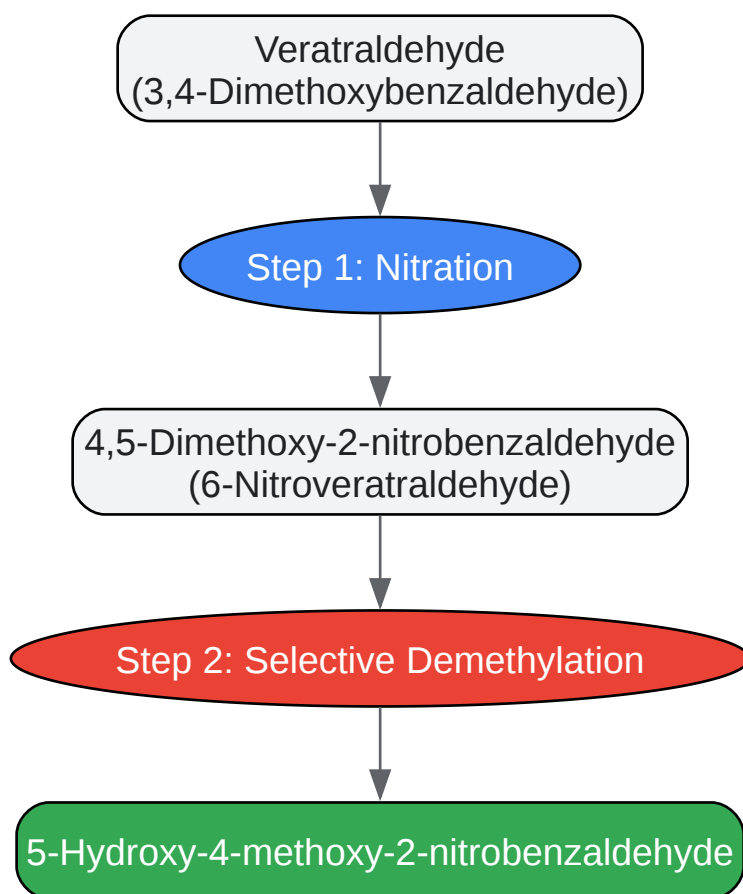 Veratraldehyde
(3,4-Dimethoxybenzaldehyde)
Step 1: Nitration
4,5-Dimethoxy-2-nitrobenzaldehyde
(6-Nitroveratraldehyde)
Step 2: Selective Demethylation
5-Hydroxy-4-methoxy-2-nitrobenzaldehyde